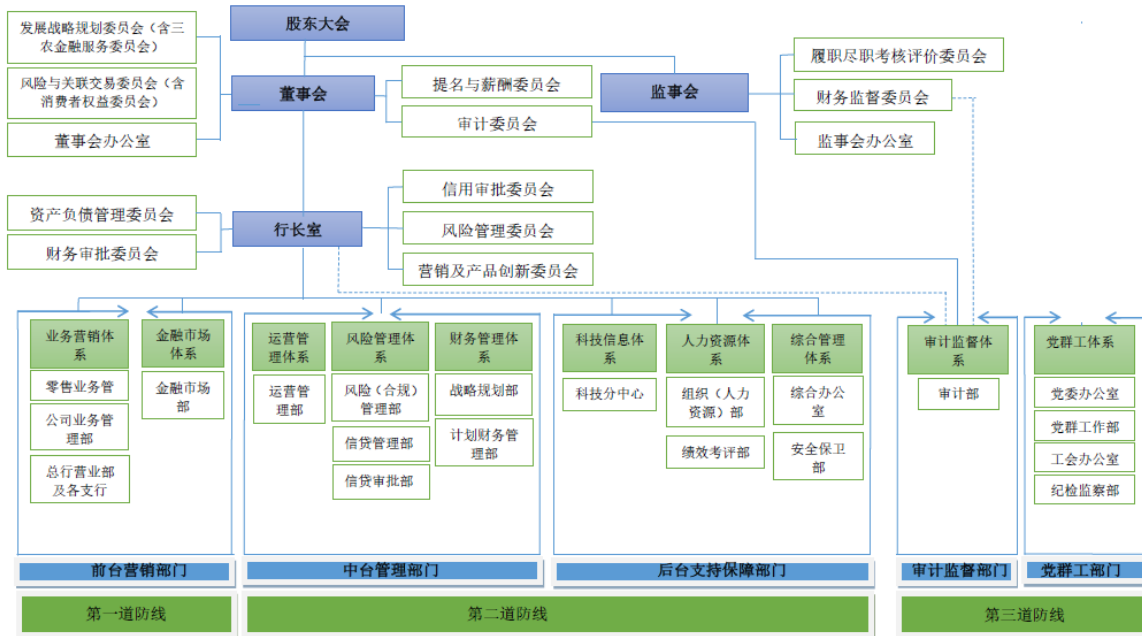 股东大会
发展战略规划委员会（含三
农金融服务委员会）
风险与关联交易委员会（含
消费者权益委员会）
董事会办公室
董事会
提名与薪酬委员会
审计委员会
监事会
履职尽职考核评价委员会
财务监督委员会
监事会办公室
资产负债管理委员会
财务审批委员会
行长室
信用审批委员会
风险管理委员会
营销及产品创新委员会
业务营销体
系
零售业务管
公司业务管
理部
总行营业部
及各支行
金融市场
体系
金融市场
部
运营管
理体系
运营管
理部
风险管理体
系
风险（合规）
管理部
信贷管理部
信贷审批部
财务管理体
系
战略规划部
计划财务管
理部
科技信息体
系
科技分中心
人力资源体
系
组织（人力
资源）部
绩效考评部
综合管理
体系
综合办公
室
安全保卫
部
审计监督体
系
审计部
党群工体系
党委办公室
党群工作部
工会办公室
纪检监察部
前台营销部门
中台管理部门
后台支持保障部门
审计监督部门
党群工部门
第一道防线
第二道防线
第三道防线